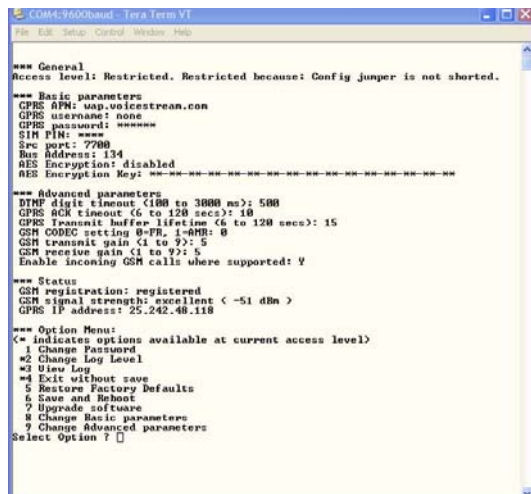 COM4:9600baud - Tera Term VT
File Edit Setup Control Window Help
*** General
Access level: Restricted. Restricted because: Config jumper is not shorted.
*** Basic parameters
GPRS APN: wap.voicestream.com
GPRS username: none
GPRS password: ******
SIM PIN: ****
Src port: 7700
Bus Address: 134
AES Encryption: disabled
AES Encryption Key: **-**-**-**-**-**-**-**-**-**-**-**-**-**-**-**
*** Advanced parameters
DTMF digit timeout (100 to 3000 ms): 500
GPRS ACK timeout (6 to 120 secs): 10
GPRS Transmit buffer lifetime (6 to 120 secs): 15
GSM CODEC setting 0=FR, 1=AMR: 0
GSM transmit gain (1 to 9): 5
GSM receive gain (1 to 9): 5
Enable incoming GSM calls where supported: Y
*** Status
GSM registration: registered
GSM signal strength: excellent ( -51 dBm )
GPRS IP address: 25.242.48.118
*** Option Menu:
(* indicates options available at current access level)
1 Change Password
*2 Change Log Level
*3 View Log
*4 Exit without save
5 Restore Factory Defaults
6 Save and Reboot
7 Upgrade software
8 Change Basic parameters
9 Change Advanced parameters
Select Option ?